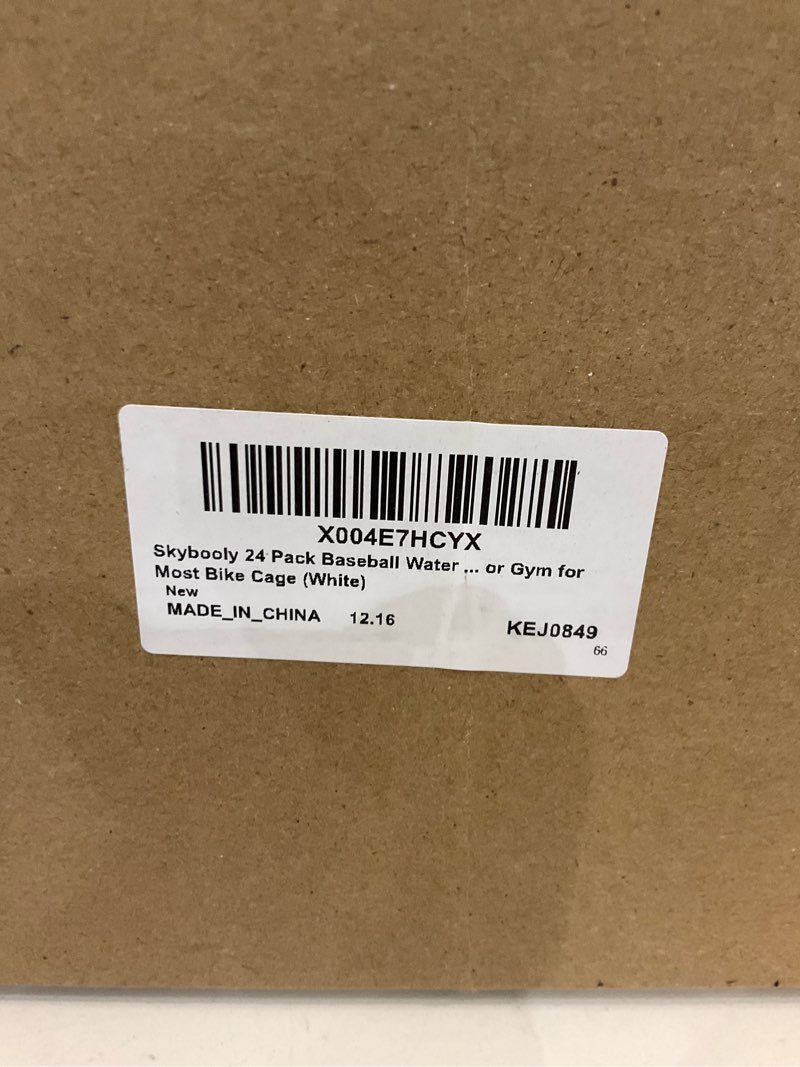 X004E7HCYX
Skybooly 24 Pack Baseball Water ... or Gym for
Most Bike Cage (White)
New
MADE_IN_CHINA 12.16 KEJ0849
66